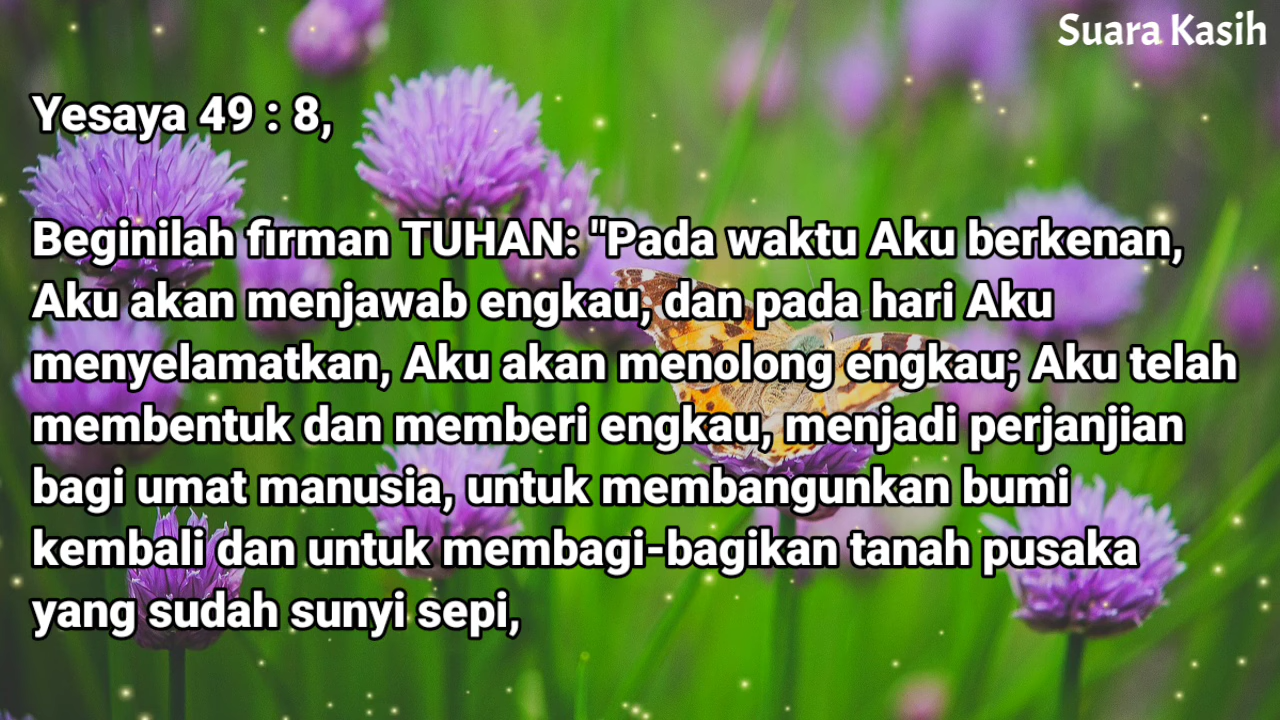 Suara Kasih
Yesaya 49 : 8,
Beginilah firman TUHAN: "Pada waktu Aku berkenan,
Aku akan menjawab engkau, dan pada hari Aku
menyelamatkan, Aku akan menolong engkau; Aku telah
membentuk dan memberi engkau, menjadi perjanjian
bagi umat manusia, untuk membangunkan bumi
kembali dan untuk membagi-bagikan tanah pusaka
yang sudah sunyi sepi,